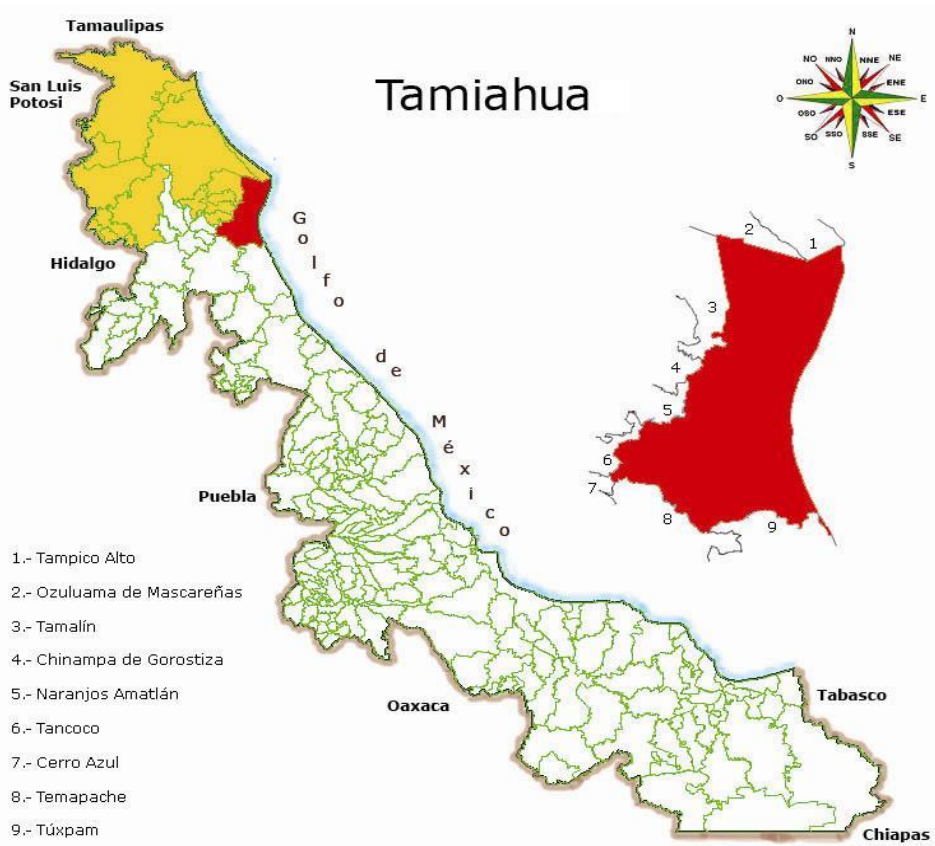 Tamaulipas
San Luis
Potosi
Tamiahua
N
NNO
NNE
NO
NE
ONO
ENE
O
E
OSO
ESE
SSO
SSE
SO
SE
S
Golfo de México
Hidalgo
2
1
3
4
5
6
7
8
9
Puebla
1.- Tampico Alto
2.- Ozuluama de Mascareñas
3.- Tamalín
4.- Chinampa de Gorostiza
5.- Naranjos Amatlán
6.- Tancoco
7.- Cerro Azul
8.- Temapache
9.- Túxpam
Oaxaca
Tabasco
Chiapas